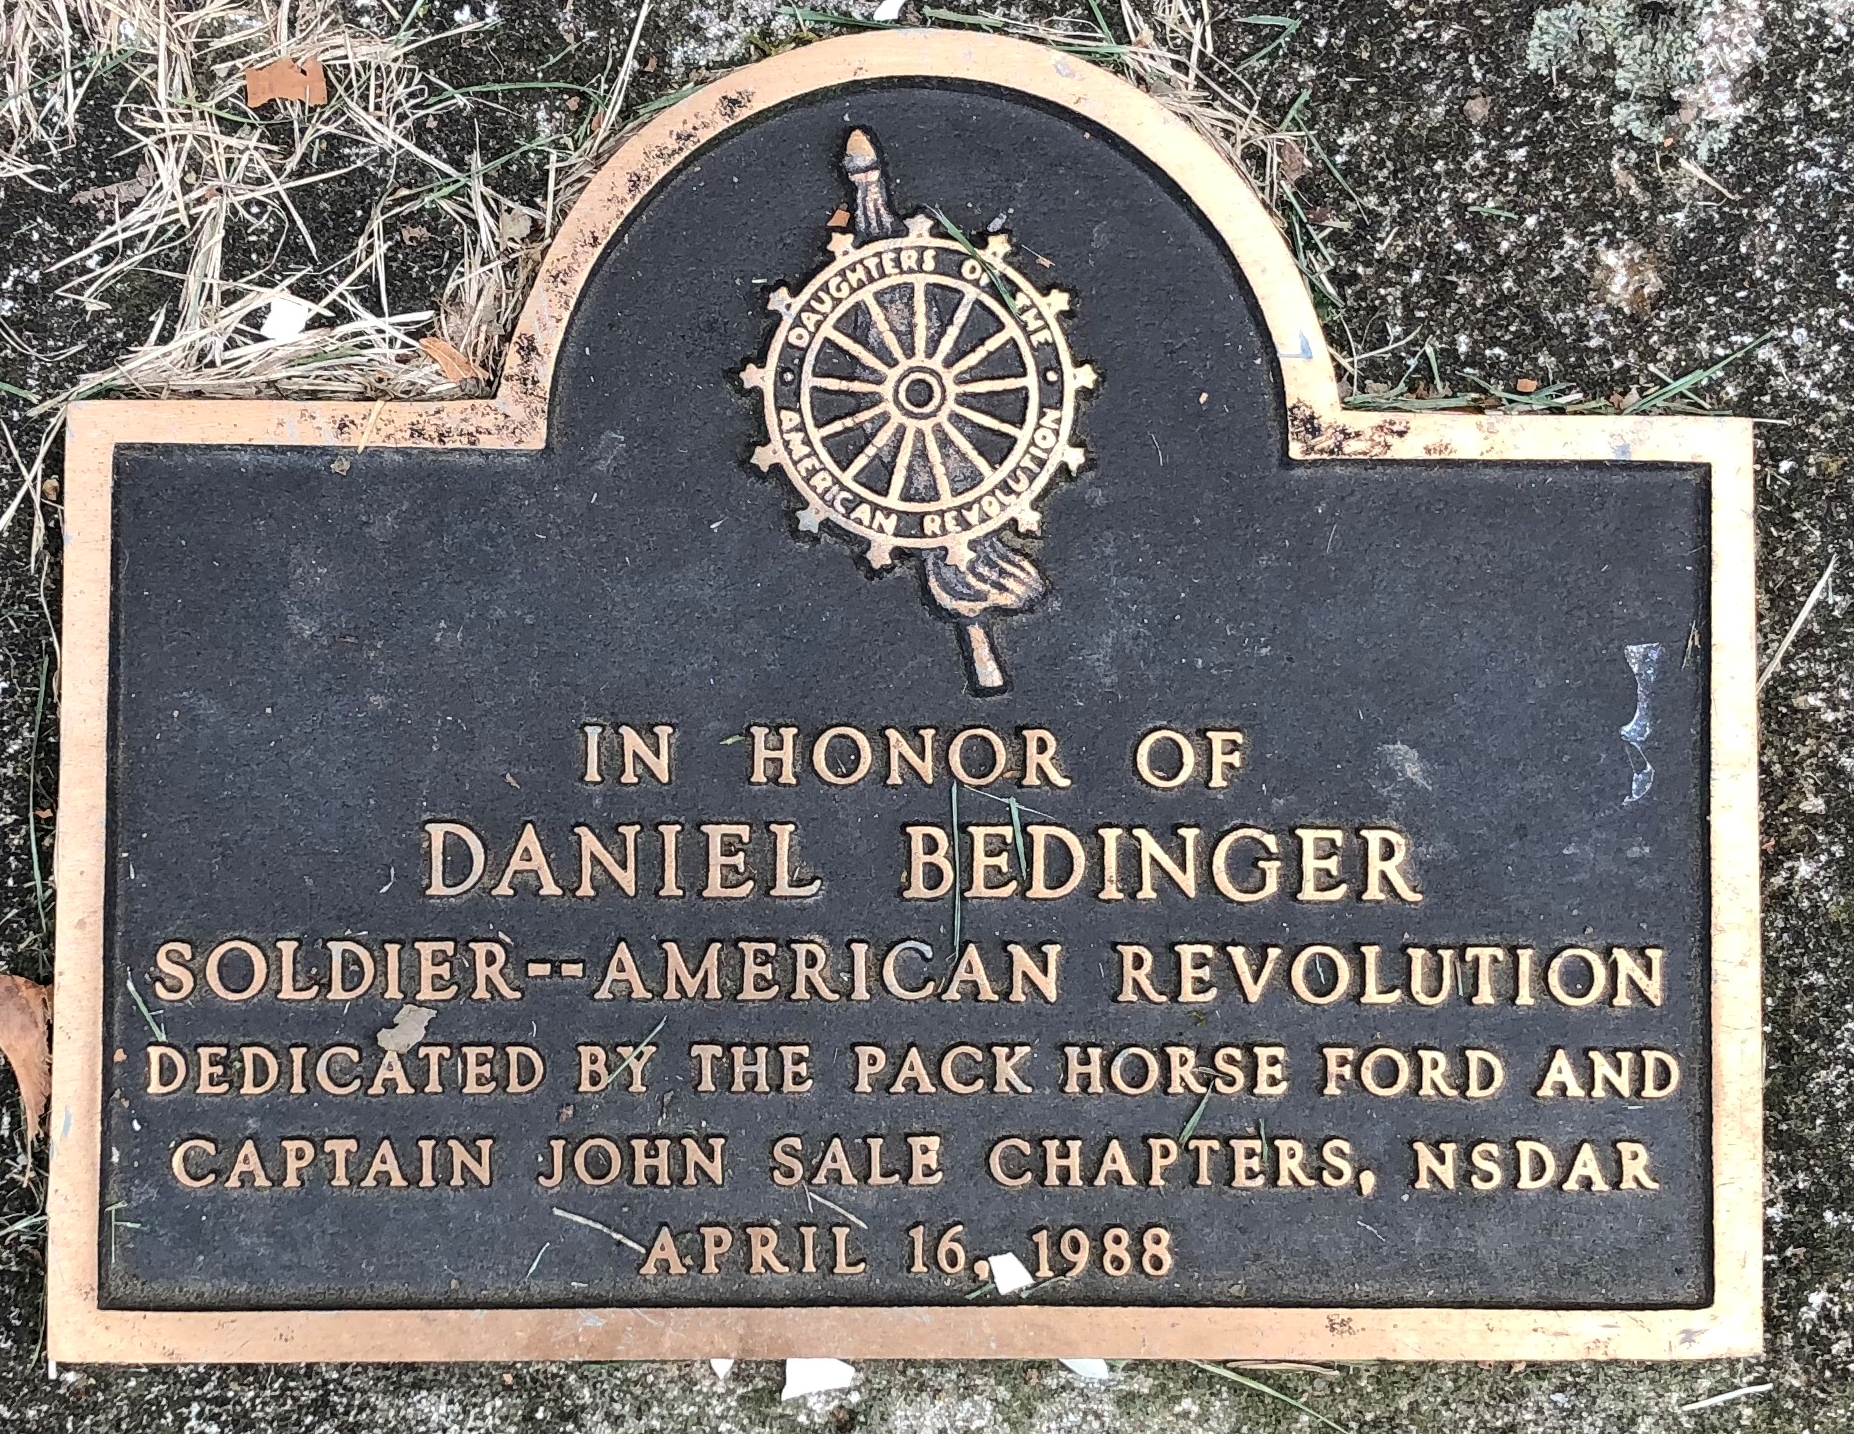 DAUGHTERS OF THE
AMERICAN REVOLUTION
IN HONOR OF
DANIEL BEDINGER
SOLDIER--AMERICAN REVOLUTION
DEDICATED BY THE PACK HORSE FORD AND
CAPTAIN JOHN SALE CHAPTERS, NSDAR
APRIL 16, 1988